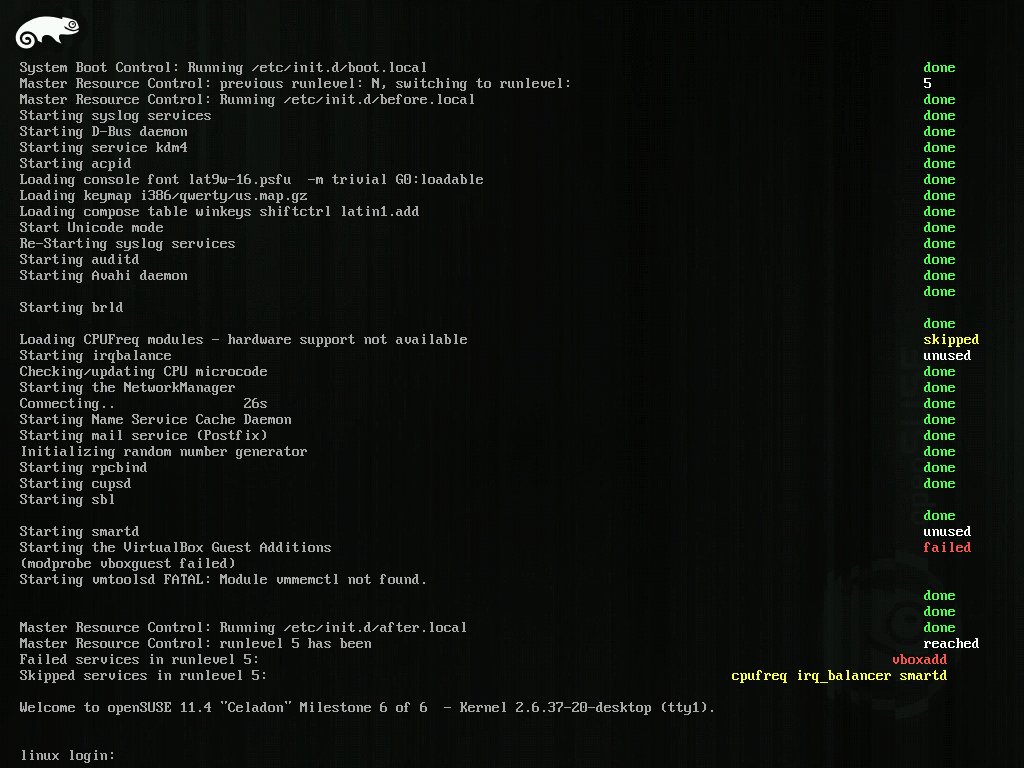 System Boot Control: Running /etc/init.d/boot.local done
Master Resource Control: previous runlevel: N, switching to runlevel: 5
Master Resource Control: Running /etc/init.d/before.local done
Starting syslog services done
Starting D-Bus daemon done
Starting service kdm4 done
Starting acpid done
Loading console font lat9w-16.psfu  -m trivial G0:loadable done
Loading keymap i386/qwerty/us.map.gz done
Loading compose table winkeys shiftctrl latin1.add done
Start Unicode mode done
Re-Starting syslog services done
Starting auditd done
Starting Avahi daemon done
done
Starting brld
done
Loading CPUFreq modules - hardware support not available skipped
Starting irqbalance unused
Checking/updating CPU microcode done
Starting the NetworkManager done
Connecting.. 26s done
Starting Name Service Cache Daemon done
Starting mail service (Postfix) done
Initializing random number generator done
Starting rpcbind done
Starting cupsd done
Starting sbl
done
Starting smartd unused
Starting the VirtualBox Guest Additions failed
(modprobe vboxguest failed)
Starting vmtoolsd FATAL: Module vmmemctl not found.
done
done
Master Resource Control: Running /etc/init.d/after.local done
Master Resource Control: runlevel 5 has been reached
Failed services in runlevel 5: vboxadd
Skipped services in runlevel 5: cpufreq irq_balancer smartd
Welcome to openSUSE 11.4 "Celadon" Milestone 6 of 6  - Kernel 2.6.37-20-desktop (tty1).
linux login: